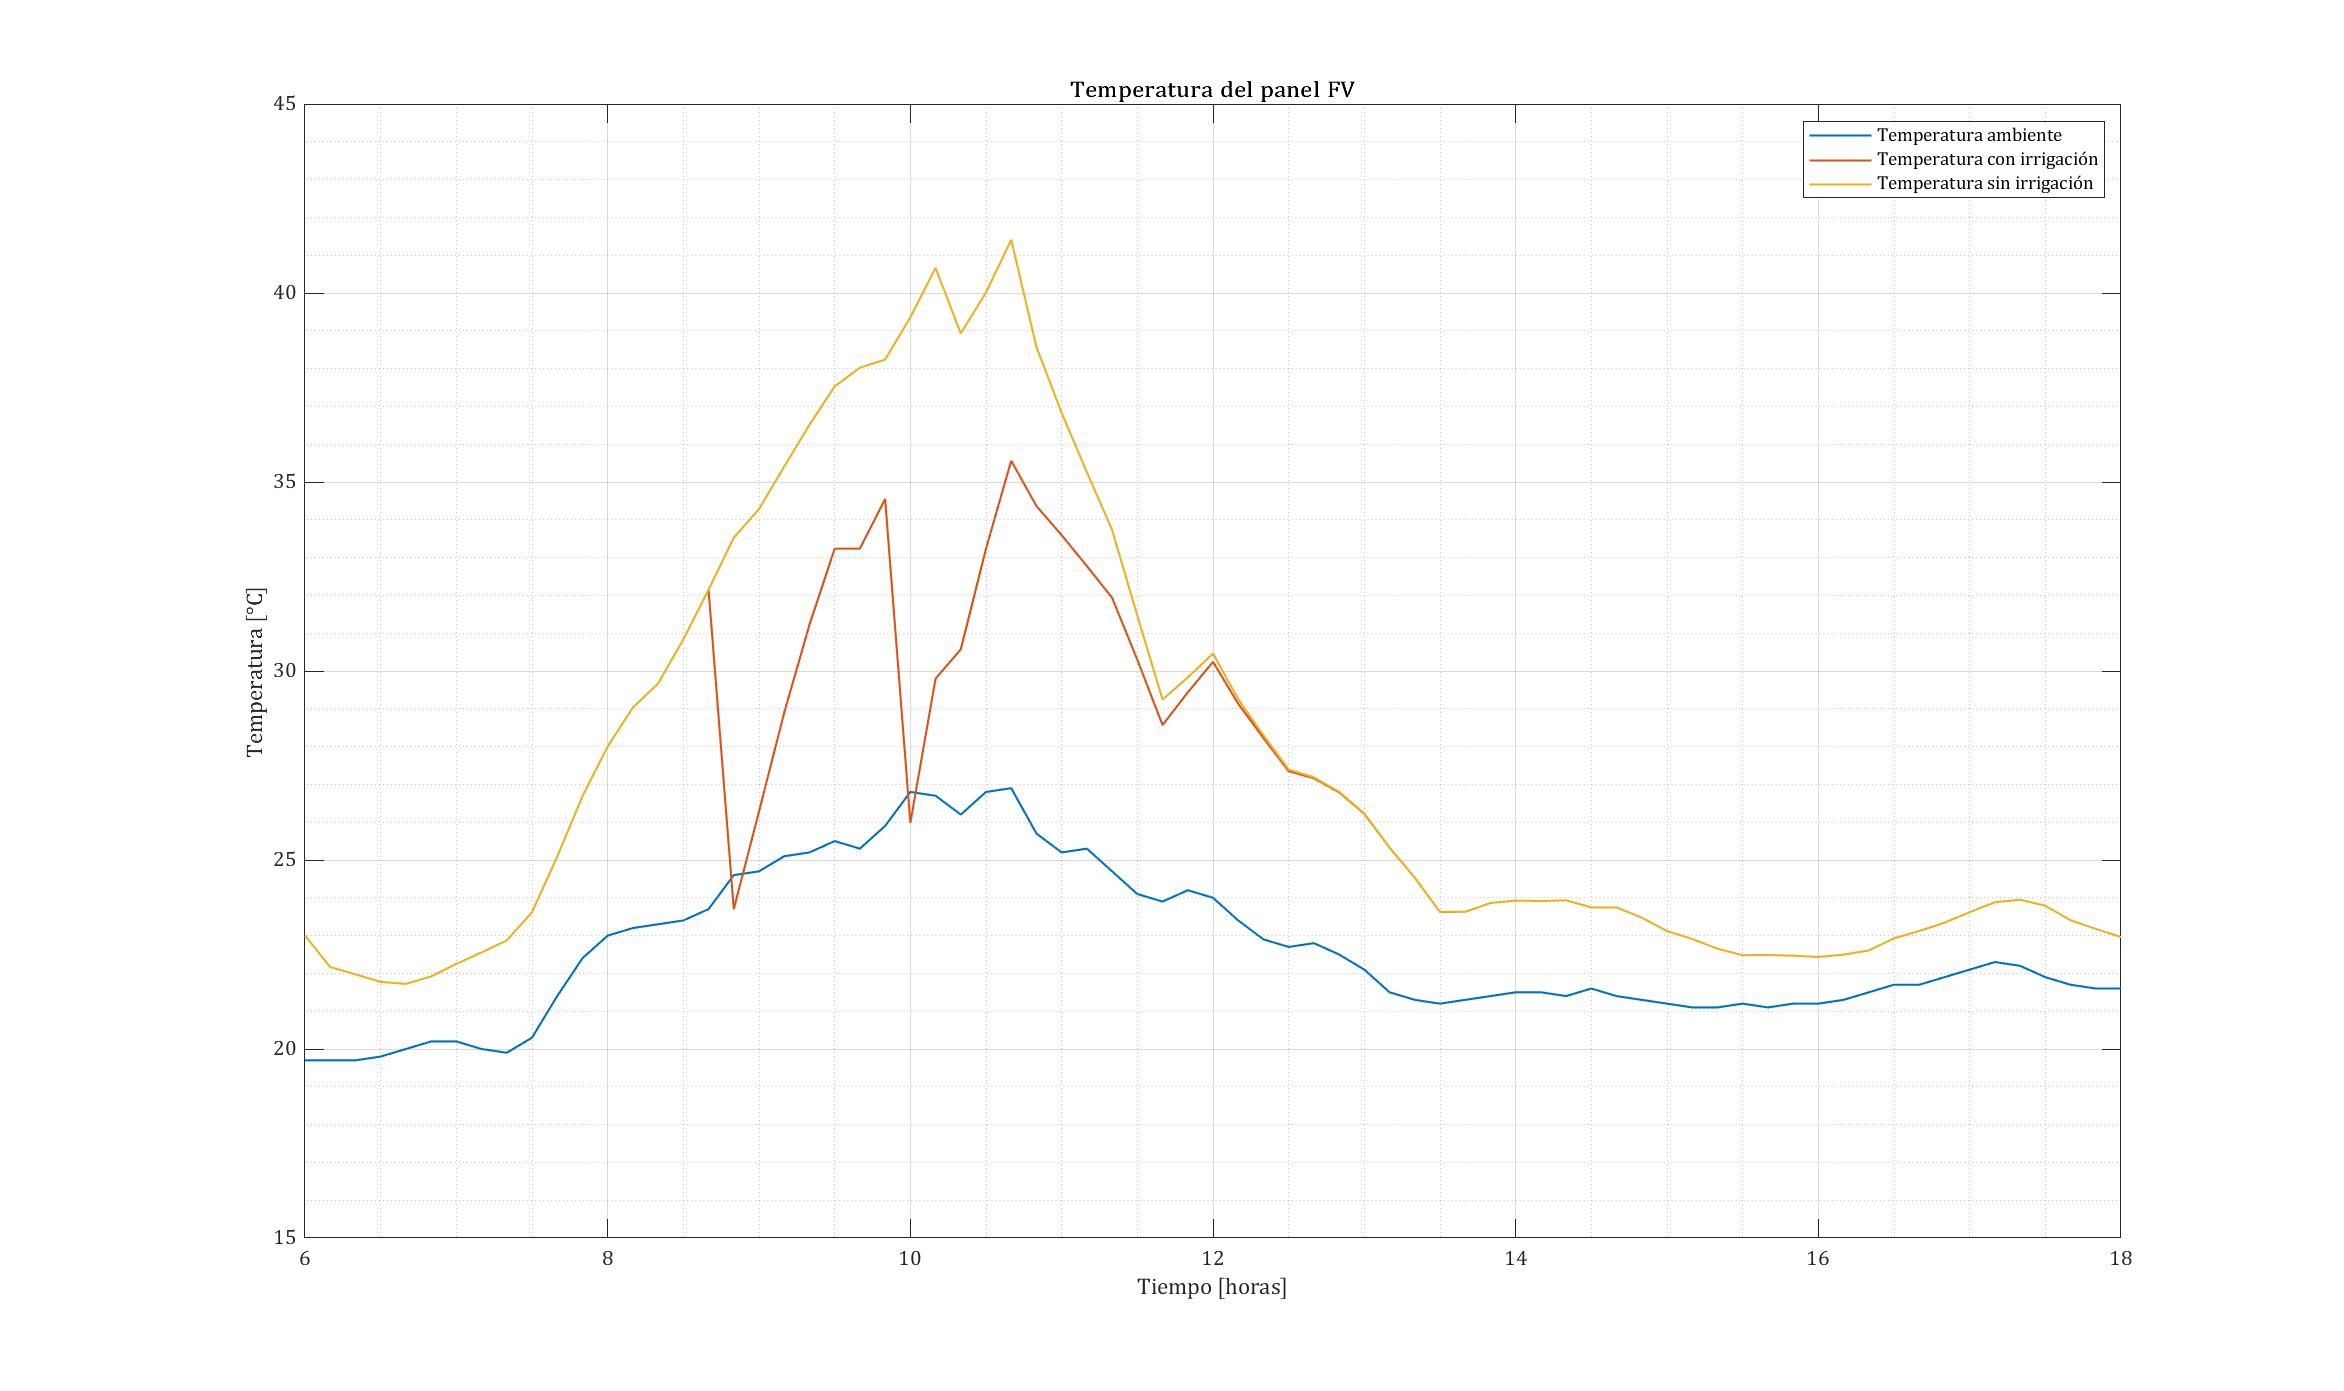 Temperatura del panel FV
45
40
35
30
25
20
15
Temperatura [°C]
Temperatura ambiente
Temperatura con irrigación
Temperatura sin irrigación
6 8 10 12 14 16 18
Tiempo [horas]